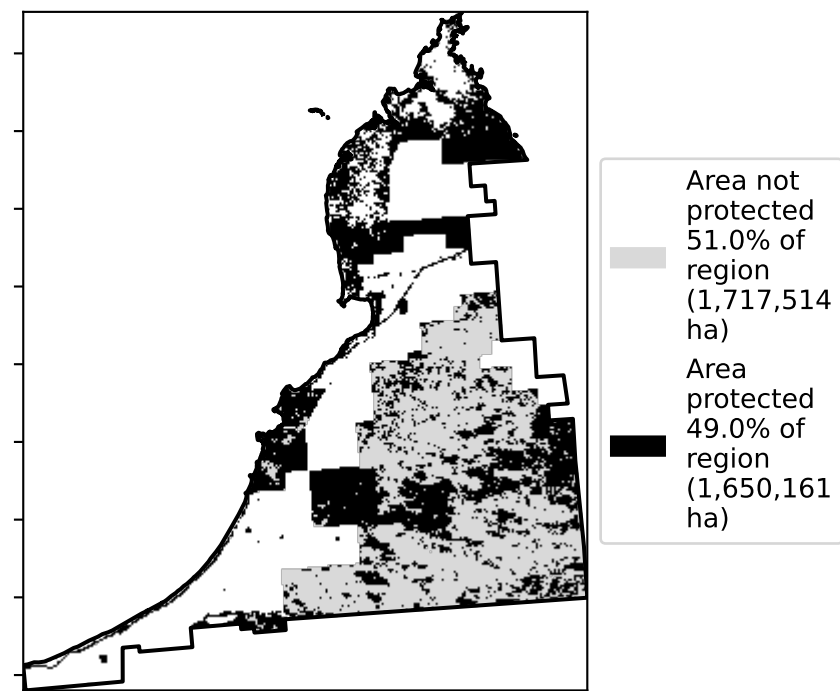 Area not
protected
51.0% of
region
(1,717,514
ha)
Area
protected
49.0% of
region
(1,650,161
ha)